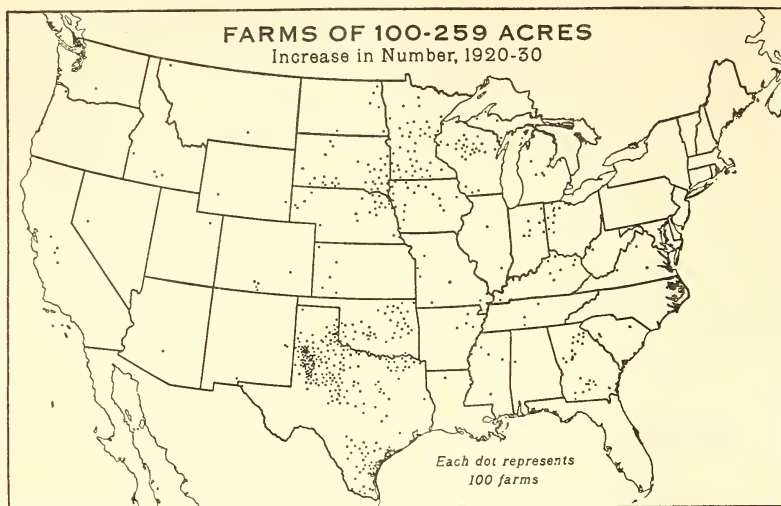 FARMS OF 100-259 ACRES
Increase in Number, 1920-30
Each dot represents
100 farms